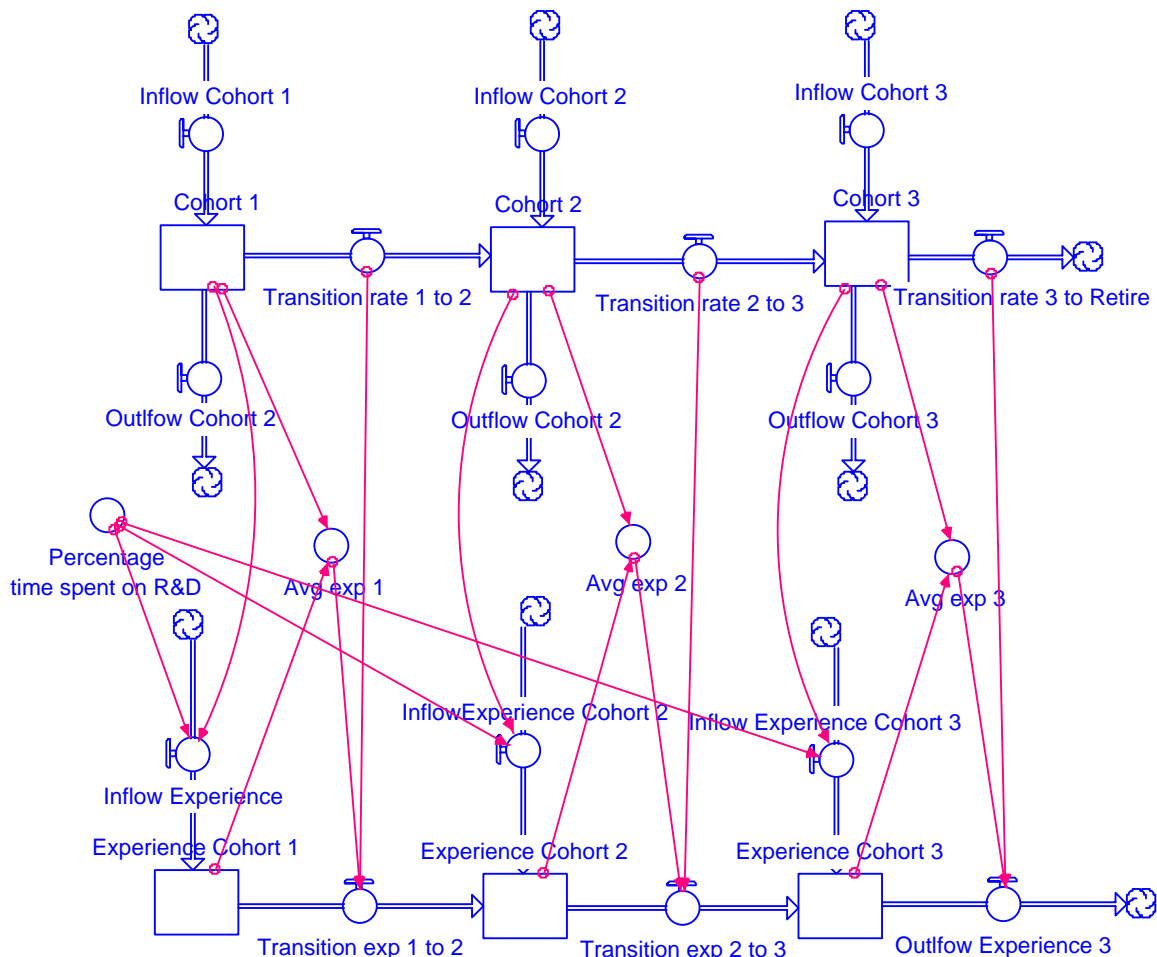 Inflow Cohort 1
Inflow Cohort 2
Inflow Cohort 3
Cohort 1
Cohort 2
Cohort 3
Transition rate 1 to 2
Transition rate 2 to 3
Transition rate 3 to Retire
Outlfow Cohort 2
Outflow Cohort 2
Outflow Cohort 3
Percentage
time spent on R&D
Avg exp 1
Avg exp 2
Avg exp 3
InflowExperience Cohort 2
Inflow Experience Cohort 3
Inflow Experience
Experience Cohort 1
Experience Cohort 2
Experience Cohort 3
Transition exp 1 to 2
Transition exp 2 to 3
Outlfow Experience 3